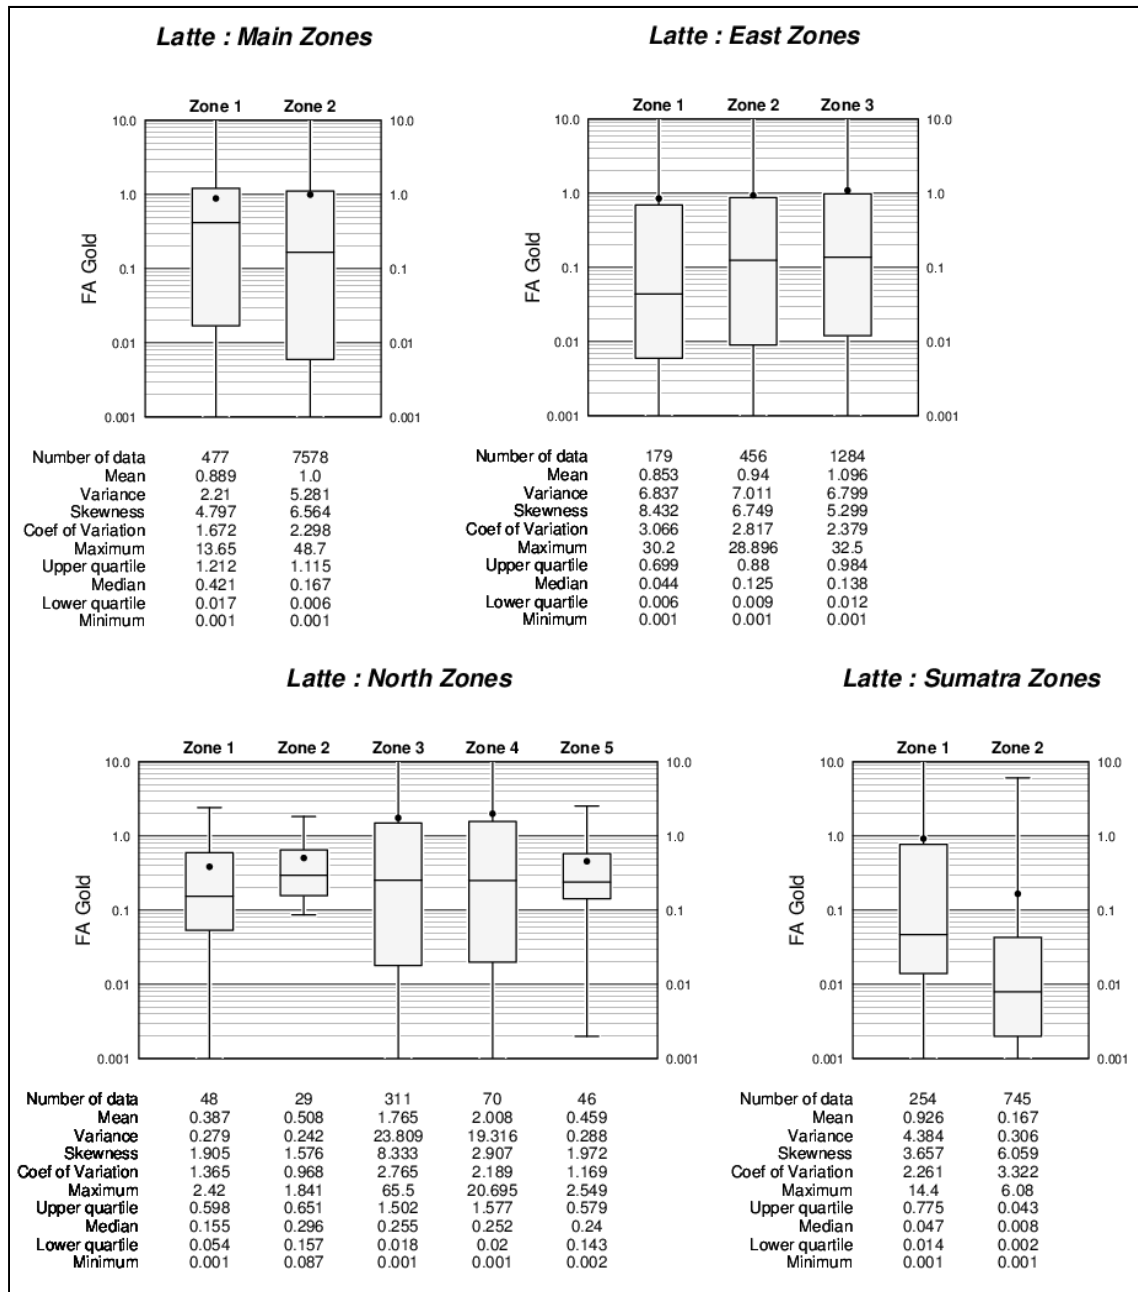 Latte : Main Zones
Zone 1 Zone 2
10.0 10.0
1.0 1.0
0.1 0.1
0.01 0.01
0.001 0.001
FA Gold
Number of data 477 7578
Mean 0.889 1.0
Variance 2.21 5.281
Skewness 4.797 6.564
Coef of Variation 1.672 2.298
Maximum 13.65 48.7
Upper quartile 1.212 1.115
Median 0.421 0.167
Lower quartile 0.017 0.006
Minimum 0.001 0.001
Latte : East Zones
Zone 1 Zone 2 Zone 3
10.0 10.0
1.0 1.0
0.1 0.1
0.01 0.01
0.001 0.001
FA Gold
Number of data 179 456 1284
Mean 0.853 0.94 1.096
Variance 6.837 7.011 6.799
Skewness 8.432 6.749 5.299
Coef of Variation 3.066 2.817 2.379
Maximum 30.2 28.896 32.5
Upper quartile 0.699 0.88 0.984
Median 0.044 0.125 0.138
Lower quartile 0.006 0.009 0.012
Minimum 0.001 0.001 0.001
Latte : North Zones
Zone 1 Zone 2 Zone 3 Zone 4 Zone 5
10.0 10.0
1.0 1.0
0.1 0.1
0.01 0.01
0.001 0.001
FA Gold
Number of data 48 29 311 70 46
Mean 0.387 0.508 1.765 2.008 0.459
Variance 0.279 0.242 23.809 19.316 0.288
Skewness 1.905 1.576 8.333 2.907 1.972
Coef of Variation 1.365 0.968 2.765 2.189 1.169
Maximum 2.42 1.841 65.5 20.695 2.549
Upper quartile 0.598 0.651 1.502 1.577 0.579
Median 0.155 0.296 0.255 0.252 0.24
Lower quartile 0.054 0.157 0.018 0.02 0.143
Minimum 0.001 0.087 0.001 0.001 0.002
Latte : Sumatra Zones
Zone 1 Zone 2
10.0 10.0
1.0 1.0
0.1 0.1
0.01 0.01
0.001 0.001
FA Gold
Number of data 254 745
Mean 0.926 0.167
Variance 4.384 0.306
Skewness 3.657 6.059
Coef of Variation 2.261 3.322
Maximum 14.4 6.08
Upper quartile 0.775 0.043
Median 0.047 0.008
Lower quartile 0.014 0.002
Minimum 0.001 0.001